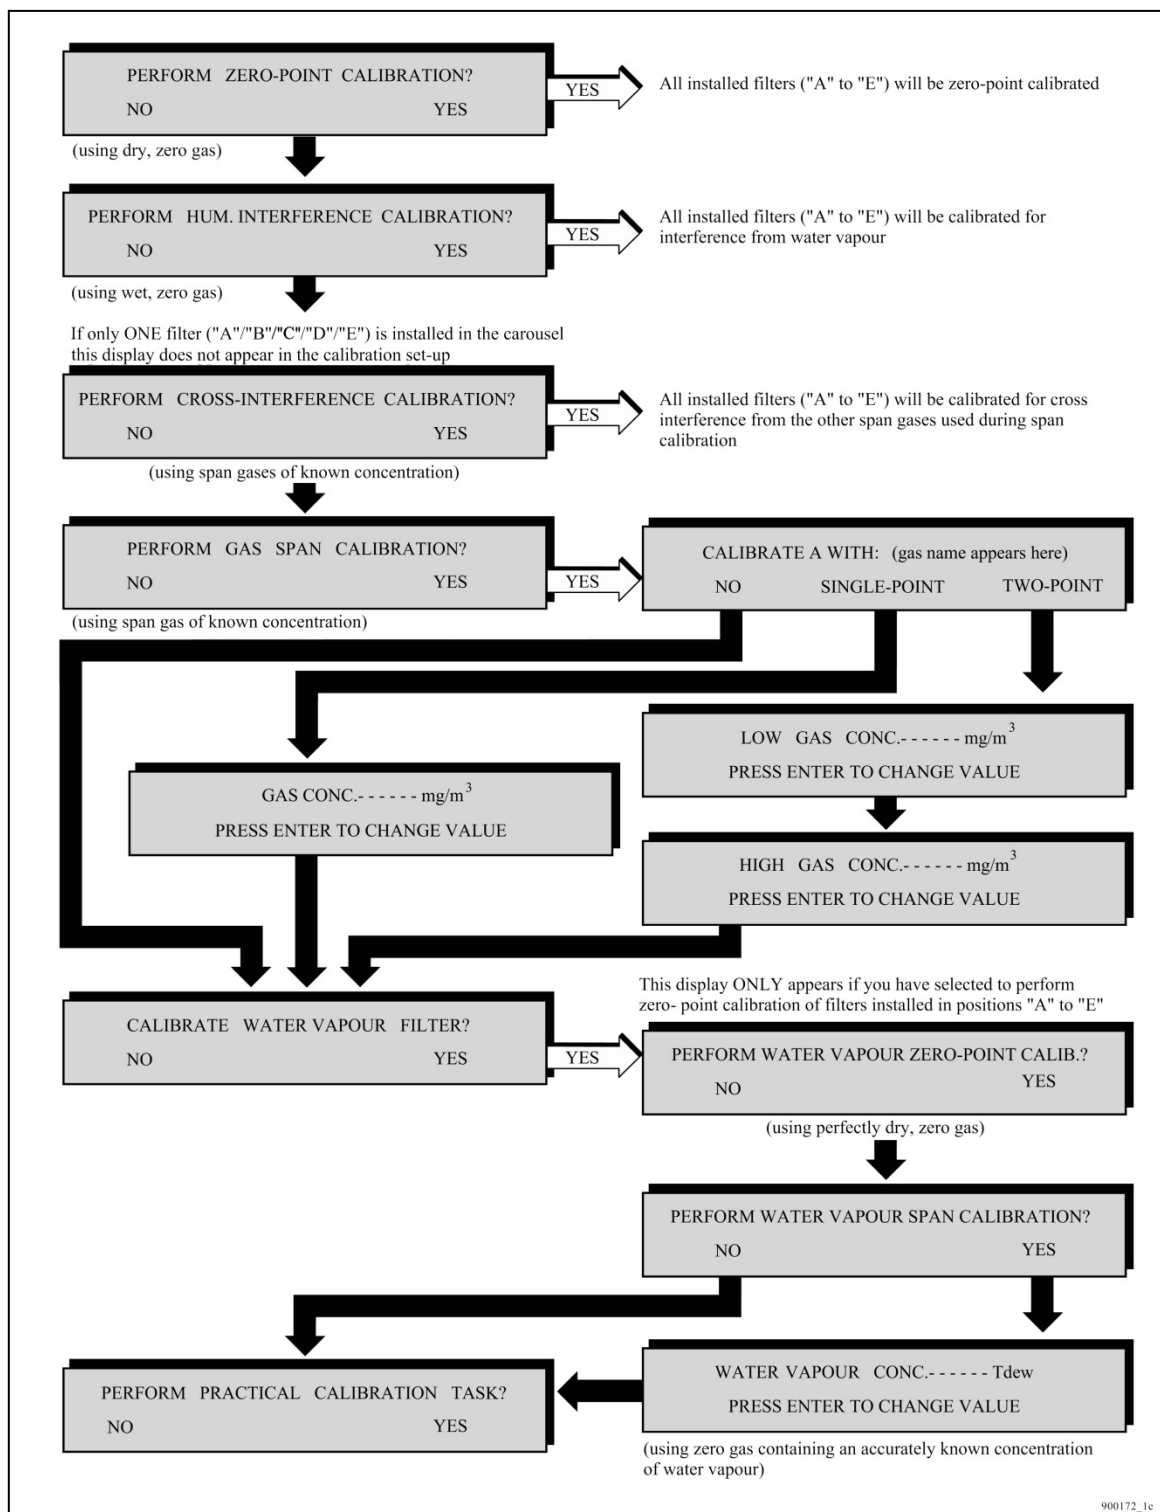 PERFORM ZERO-POINT CALIBRATION?
NO YES
YES
All installed filters ("A" to "E") will be zero-point calibrated
(using dry, zero gas)
PERFORM HUM. INTERFERENCE CALIBRATION?
NO YES
YES
All installed filters ("A" to "E") will be calibrated for
interference from water vapour
(using wet, zero gas)
If only ONE filter ("A"/"B"/"C"/"D"/"E") is installed in the carousel
this display does not appear in the calibration set-up
PERFORM CROSS-INTERFERENCE CALIBRATION?
NO YES
YES
All installed filters ("A" to "E") will be calibrated for cross
interference from the other span gases used during span
calibration
(using span gases of known concentration)
PERFORM GAS SPAN CALIBRATION?
NO YES
YES
(using span gas of known concentration)
CALIBRATE A WITH: (gas name appears here)
NO SINGLE-POINT TWO-POINT
LOW GAS CONC.- - - - - - mg/m³
PRESS ENTER TO CHANGE VALUE
GAS CONC.- - - - - - mg/m³
PRESS ENTER TO CHANGE VALUE
HIGH GAS CONC.- - - - - - mg/m³
PRESS ENTER TO CHANGE VALUE
This display ONLY appears if you have selected to perform
zero- point calibration of filters installed in positions "A" to "E"
CALIBRATE WATER VAPOUR FILTER?
NO YES
YES
PERFORM WATER VAPOUR ZERO-POINT CALIB.?
NO YES
(using perfectly dry, zero gas)
PERFORM WATER VAPOUR SPAN CALIBRATION?
NO YES
WATER VAPOUR CONC.- - - - - - Tdew
PRESS ENTER TO CHANGE VALUE
(using zero gas containing an accurately known concentration
of water vapour)
PERFORM PRACTICAL CALIBRATION TASK?
NO YES
900172_1e